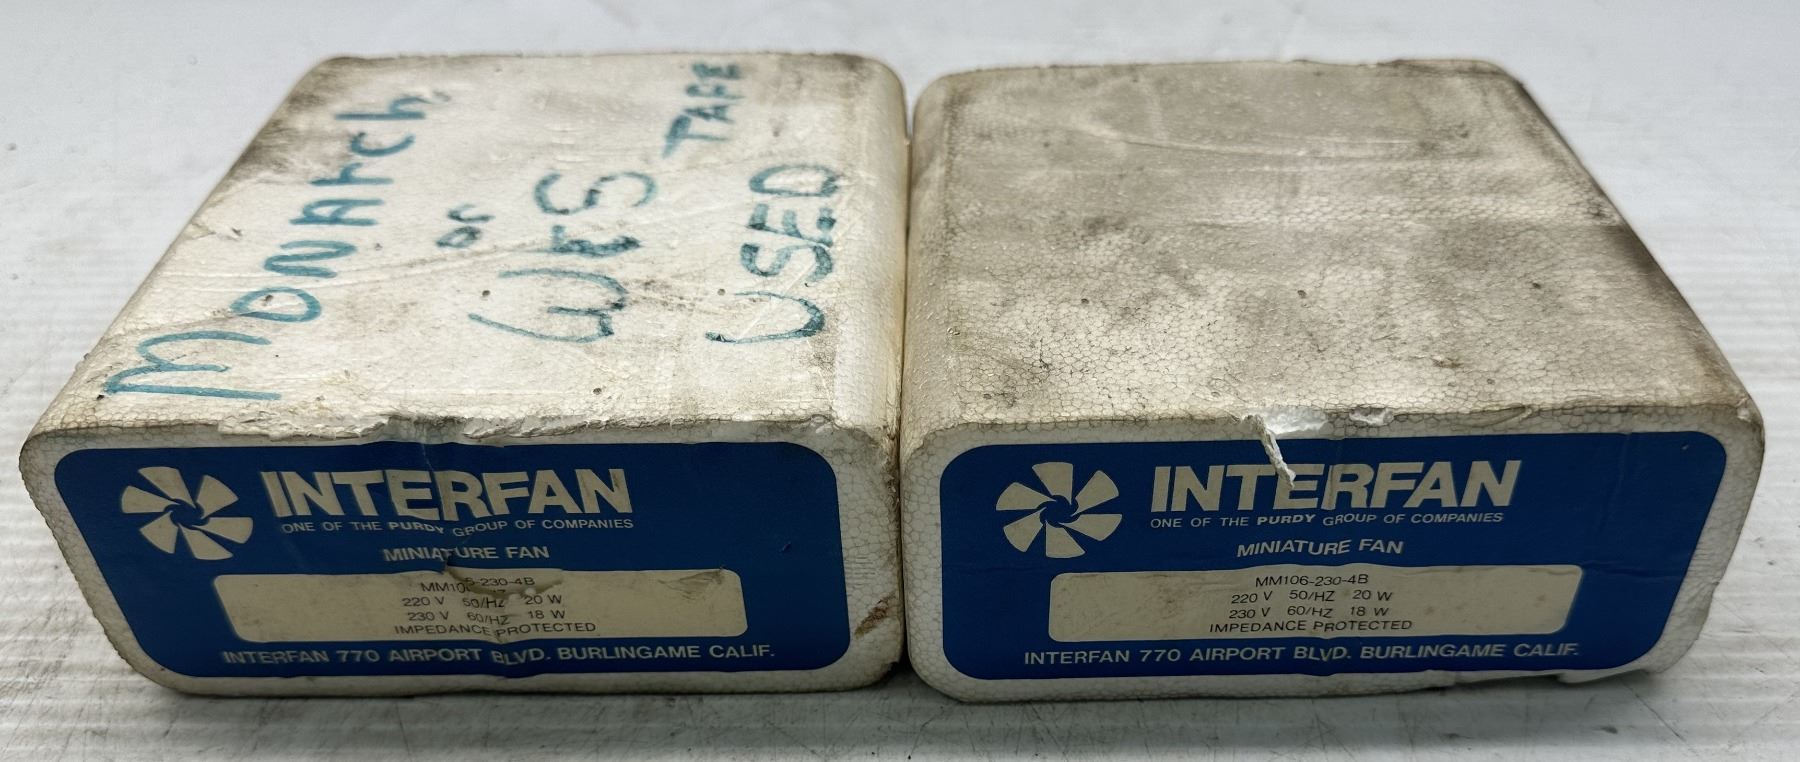 MONArch
or
WES
TAPE
USED
INTERFAN
ONE OF THE PURDY GROUP OF COMPANIES
MINIATURE FAN
MM106-230-4B
220 V 50/HZ 20 W
230 V 60/HZ 18 W
IMPEDANCE PROTECTED
INTERFAN 770 AIRPORT BLVD. BURLINGAME CALIF.
INTERFAN
ONE OF THE PURDY GROUP OF COMPANIES
MINIATURE FAN
MM106-230-4B
220 V 50/HZ 20 W
230 V 60/HZ 18 W
IMPEDANCE PROTECTED
INTERFAN 770 AIRPORT BLVD. BURLINGAME CALIF.